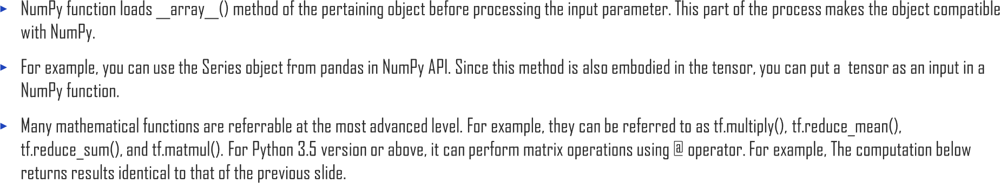 ► NumPy function loads __array__() method of the pertaining object before processing the input parameter. This part of the process makes the object compatible
with NumPy.
► For example, you can use the Series object from pandas in NumPy API. Since this method is also embodied in the tensor, you can put a  tensor as an input in a
NumPy function.
► Many mathematical functions are referrable at the most advanced level. For example, they can be referred to as tf.multiply(), tf.reduce_mean(),
tf.reduce_sum(), and tf.matmul(). For Python 3.5 version or above, it can perform matrix operations using @ operator. For example, The computation below
returns results identical to that of the previous slide.